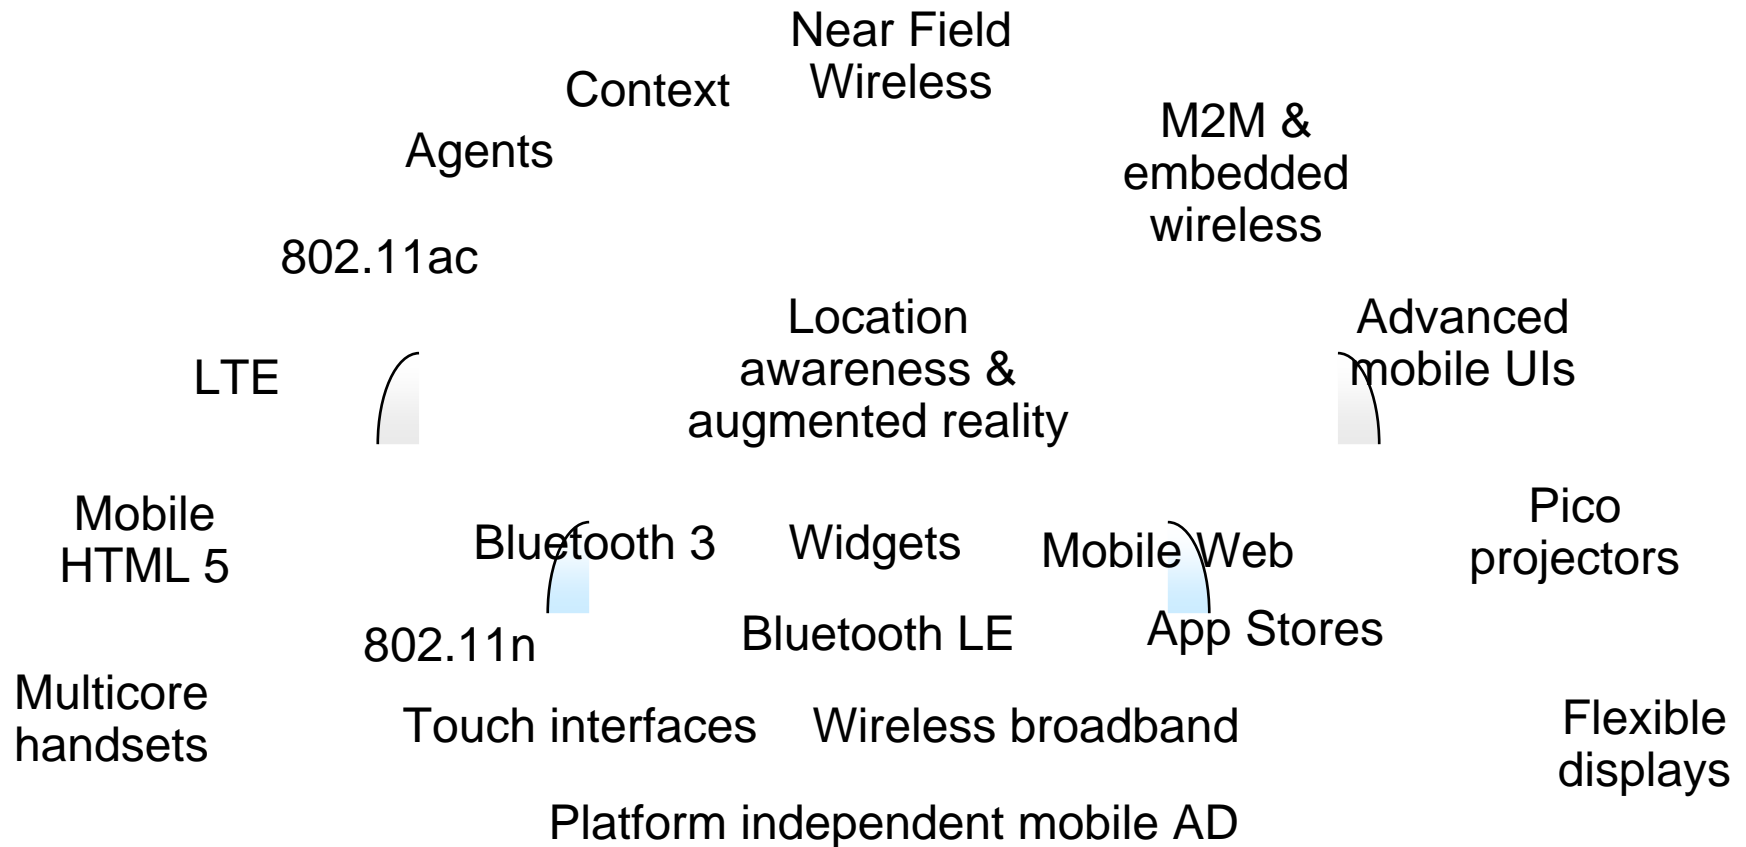 Near Field
Wireless
Context
M2M &
embedded
wireless
Agents
802.11ac
Location
awareness &
augmented reality
Advanced
mobile UIs
LTE
Mobile
HTML 5
Bluetooth 3
Widgets
Mobile Web
Pico
projectors
802.11n
Bluetooth LE
App Stores
Multicore
handsets
Touch interfaces
Wireless broadband
Flexible
displays
Platform independent mobile AD